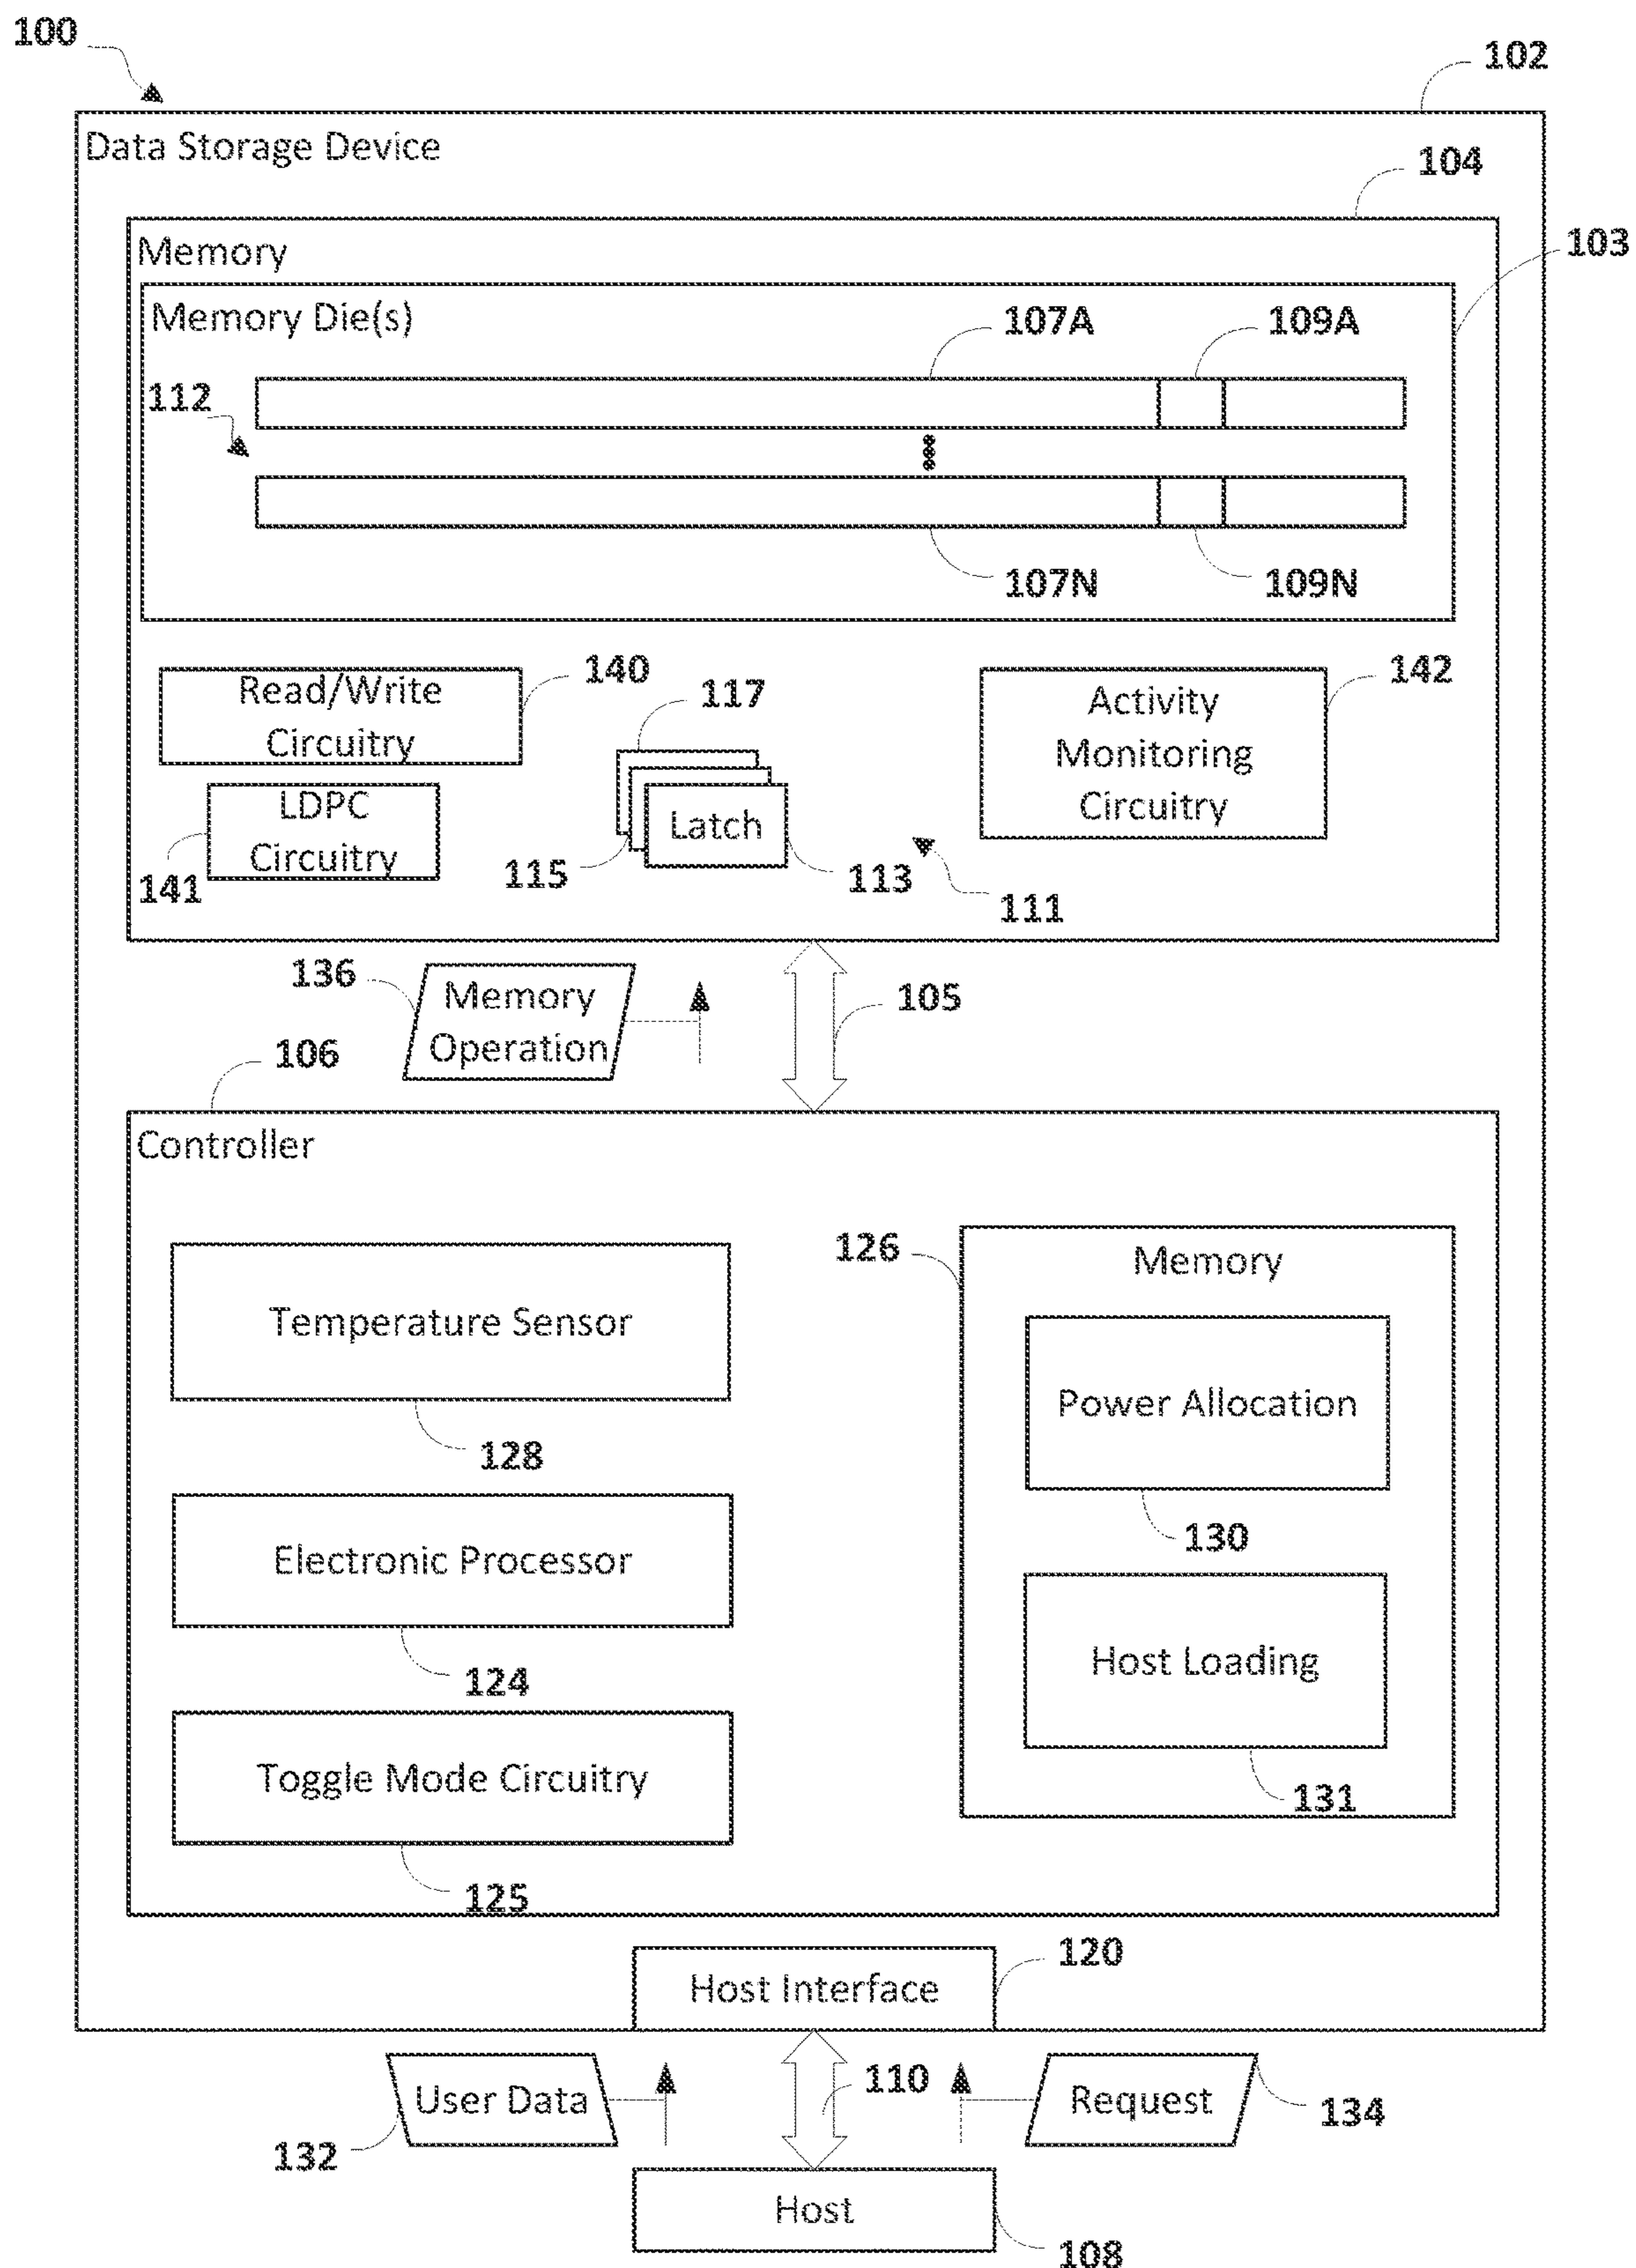 100
102
Data Storage Device
104
Memory
103
Memory Die(s)
107A
109A
112
107N
109N
140
142
Read/Write
Circuitry
117
Activity
Monitoring
Circuitry
LDPC
Circuitry
Latch
141
115
113
111
136
Memory
Operation
105
106
Controller
126
Memory
Temperature Sensor
Power Allocation
128
130
Electronic Processor
Host Loading
124
Toggle Mode Circuitry
131
125
120
Host Interface
User Data
110
Request
134
132
Host
108